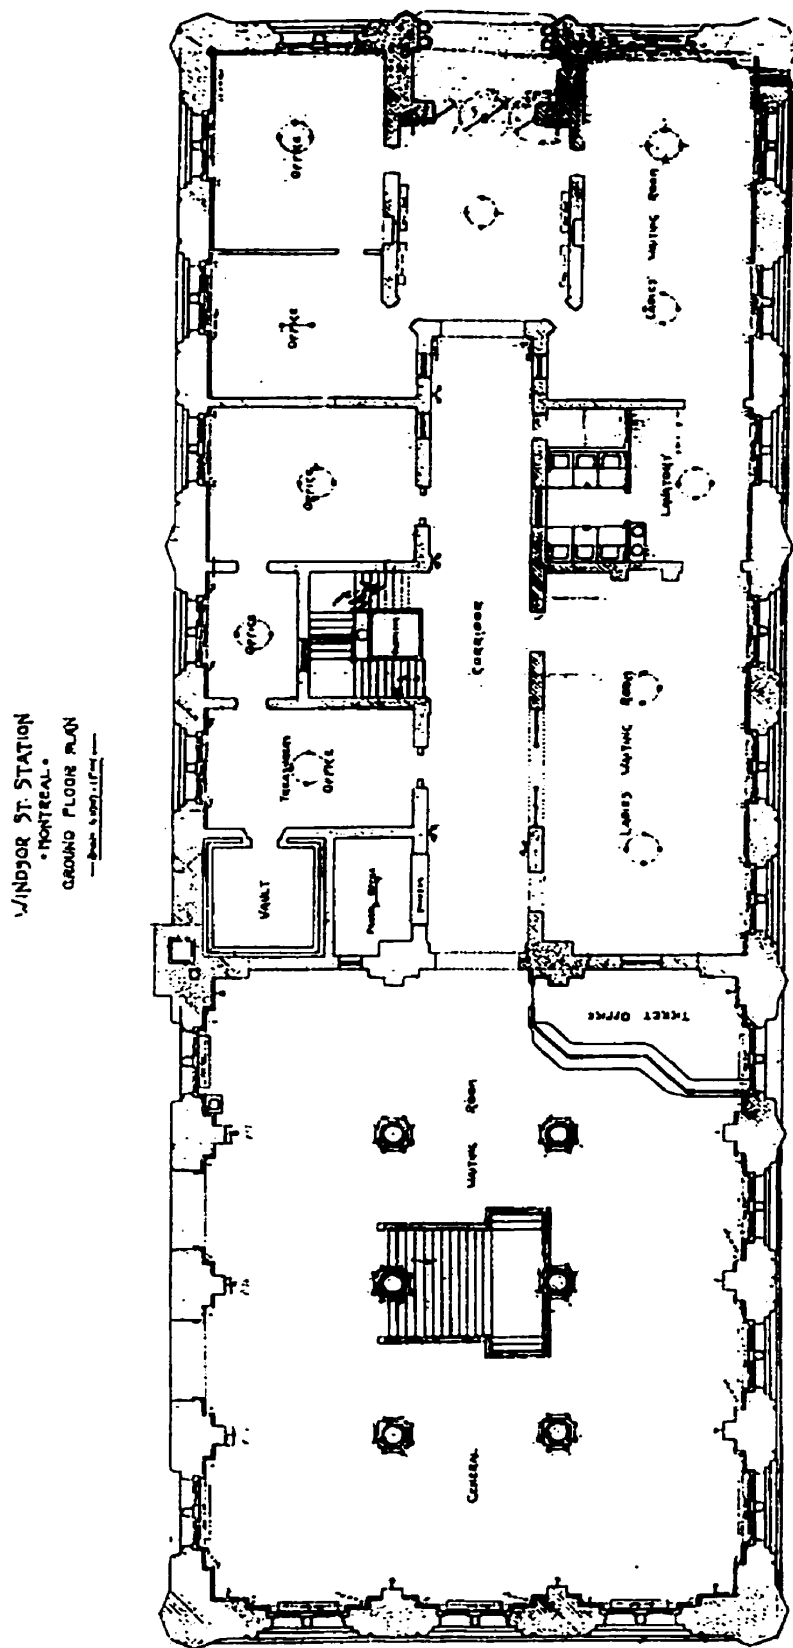 WINDSOR ST. STATION
• MONTREAL •
GROUND FLOOR PLAN
OFFICE
OFFICE
OFFICE
OFFICE
OFFICE
VAULT
CORRIDOR
LADIES' WAITING ROOM
LAVATORY
LADIES WAITING ROOM
TICKET OFFICE
GENERAL WAITING ROOM